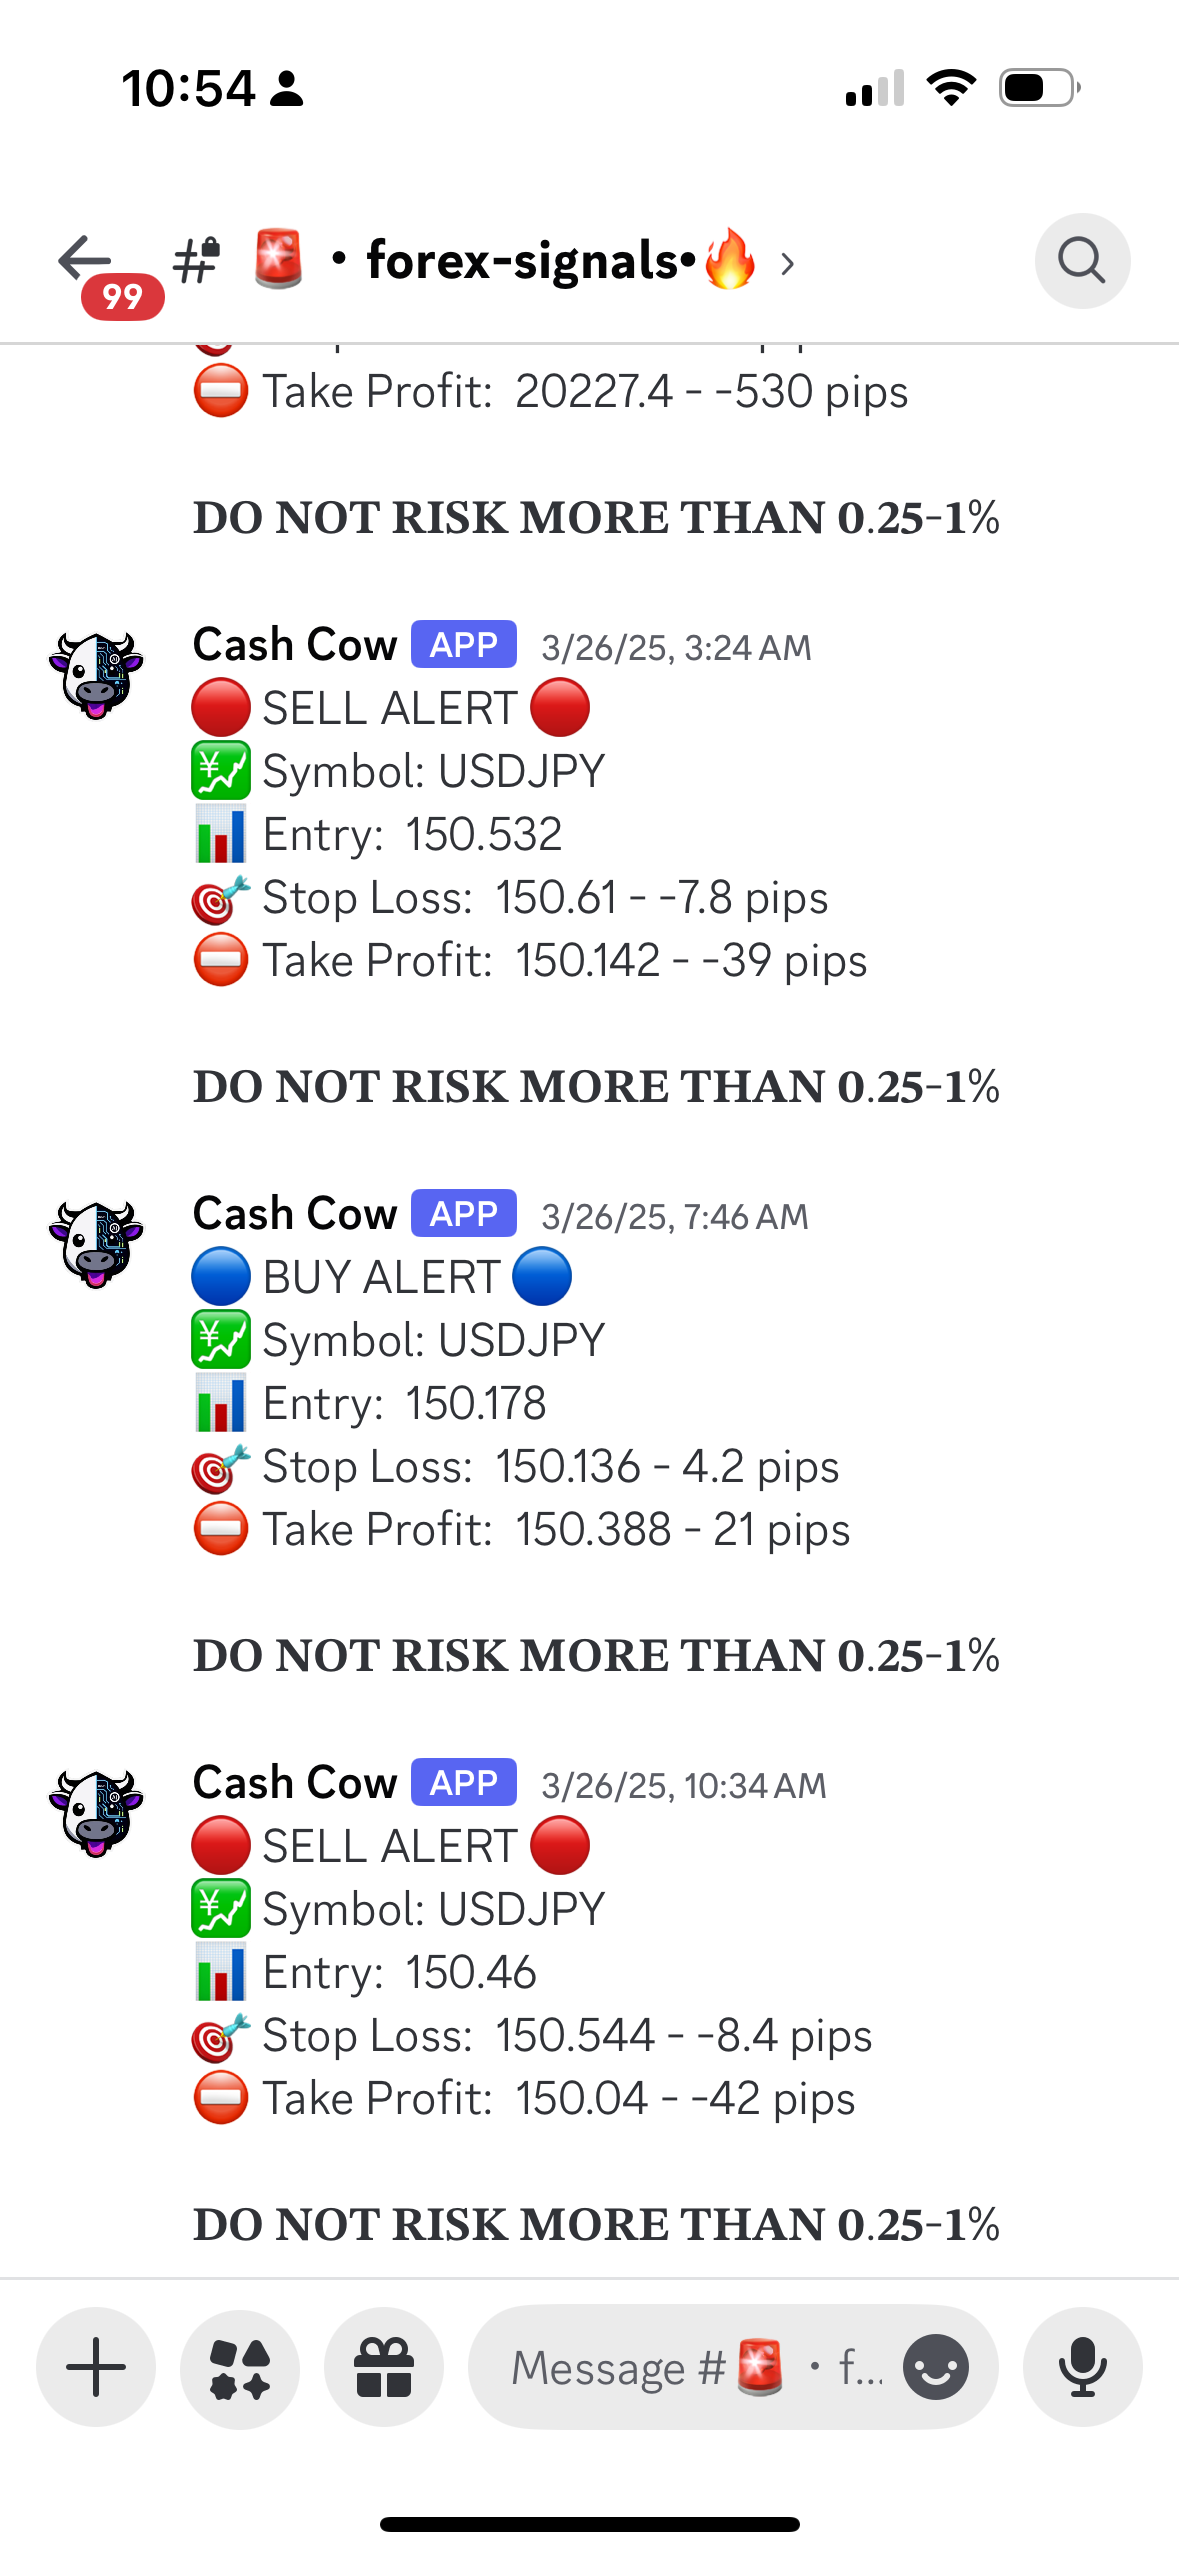 10:54
99
# 🚨 • forex-signals•🔥 ›
⛔ Take Profit:  20227.4 - -530 pips
𝐃𝐎 𝐍𝐎𝐓 𝐑𝐈𝐒𝐊 𝐌𝐎𝐑𝐄 𝐓𝐇𝐀𝐍 𝟎.𝟐𝟓-𝟏%
Cash Cow APP 3/26/25, 3:24 AM
🔴 SELL ALERT 🔴
💹 Symbol: USDJPY
📊 Entry:  150.532
🎯 Stop Loss:  150.61 - -7.8 pips
⛔ Take Profit:  150.142 - -39 pips
𝐃𝐎 𝐍𝐎𝐓 𝐑𝐈𝐒𝐊 𝐌𝐎𝐑𝐄 𝐓𝐇𝐀𝐍 𝟎.𝟐𝟓-𝟏%
Cash Cow APP 3/26/25, 7:46 AM
🔵 BUY ALERT 🔵
💹 Symbol: USDJPY
📊 Entry:  150.178
🎯 Stop Loss:  150.136 - 4.2 pips
⛔ Take Profit:  150.388 - 21 pips
𝐃𝐎 𝐍𝐎𝐓 𝐑𝐈𝐒𝐊 𝐌𝐎𝐑𝐄 𝐓𝐇𝐀𝐍 𝟎.𝟐𝟓-𝟏%
Cash Cow APP 3/26/25, 10:34 AM
🔴 SELL ALERT 🔴
💹 Symbol: USDJPY
📊 Entry:  150.46
🎯 Stop Loss:  150.544 - -8.4 pips
⛔ Take Profit:  150.04 - -42 pips
𝐃𝐎 𝐍𝐎𝐓 𝐑𝐈𝐒𝐊 𝐌𝐎𝐑𝐄 𝐓𝐇𝐀𝐍 𝟎.𝟐𝟓-𝟏%
Message #🚨 • f...